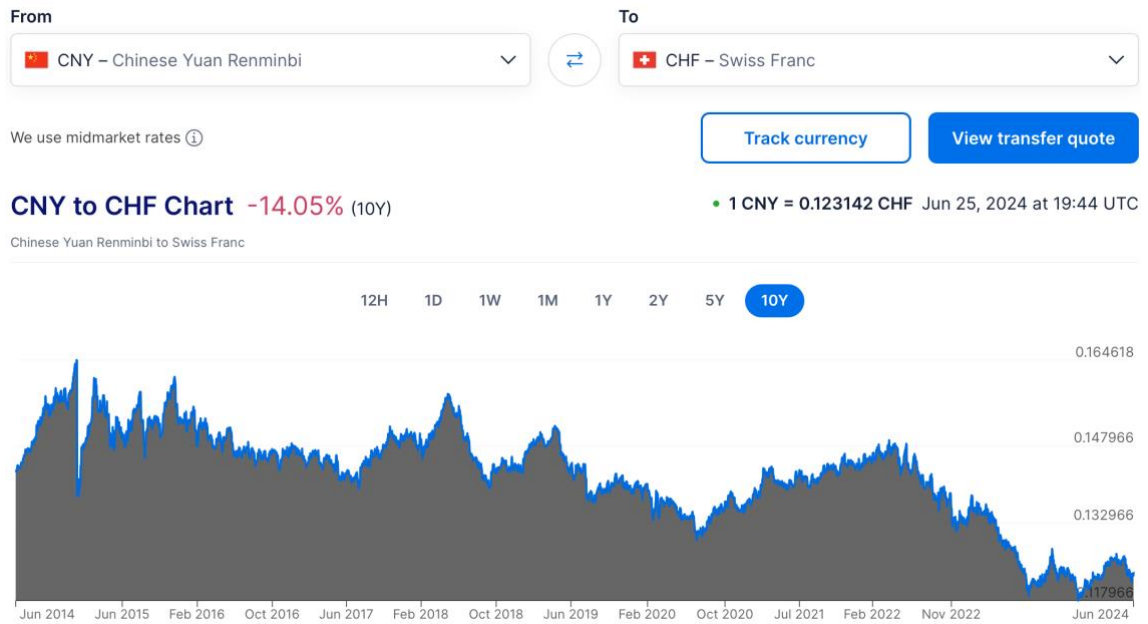 From
To
CNY – Chinese Yuan Renminbi
CHF – Swiss Franc
We use midmarket rates
Track currency
View transfer quote
CNY to CHF Chart -14.05% (10Y)
1 CNY = 0.123142 CHF Jun 25, 2024 at 19:44 UTC
Chinese Yuan Renminbi to Swiss Franc
12H 1D 1W 1M 1Y 2Y 5Y 10Y
0.164618
0.147966
0.132966
0.117966
Jun 2014 Jun 2015 Feb 2016 Oct 2016 Jun 2017 Feb 2018 Oct 2018 Jun 2019 Feb 2020 Oct 2020 Jul 2021 Feb 2022 Nov 2022 Jun 2024